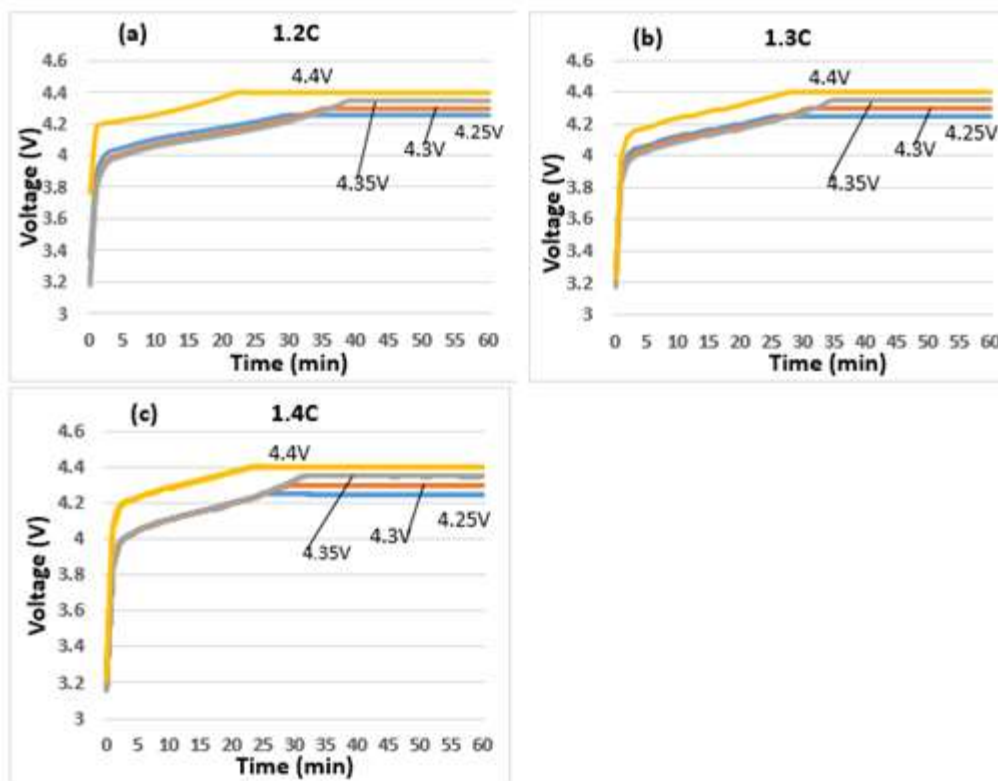 (a) 1.2C
4.6
4.4V
4.4
4.2
4.25V
4.3V
4
4.35V
3.8
3.6
3.4
3.2
3
Voltage (V)
0 5 10 15 20 25 30 35 40 45 50 55 60
Time (min)
(b) 1.3C
4.6
4.4V
4.4
4.2
4.25V
4.3V
4
4.35V
3.8
3.6
3.4
3.2
3
Voltage (V)
0 5 10 15 20 25 30 35 40 45 50 55 60
Time (min)
(c) 1.4C
4.6
4.4V
4.4
4.2
4.25V
4.3V
4.35V
4
3.8
3.6
3.4
3.2
3
Voltage (V)
0 5 10 15 20 25 30 35 40 45 50 55 60
Time (min)